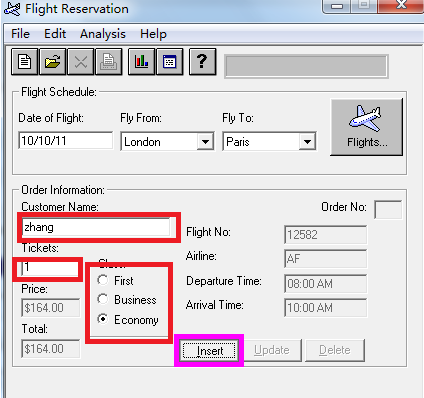 Flight Reservation
File Edit Analysis Help
?
Flight Schedule:
Date of Flight: Fly From: Fly To:
10/10/11 London Paris
Flights...
Order Information:
Customer Name: Order No:
zhang
Flight No: 12582
Tickets:
1
Airline: AF
First
Price:
Departure Time: 08:00 AM
$164.00
Business
Arrival Time: 10:00 AM
Total:
Economy
$164.00
Insert Update Delete